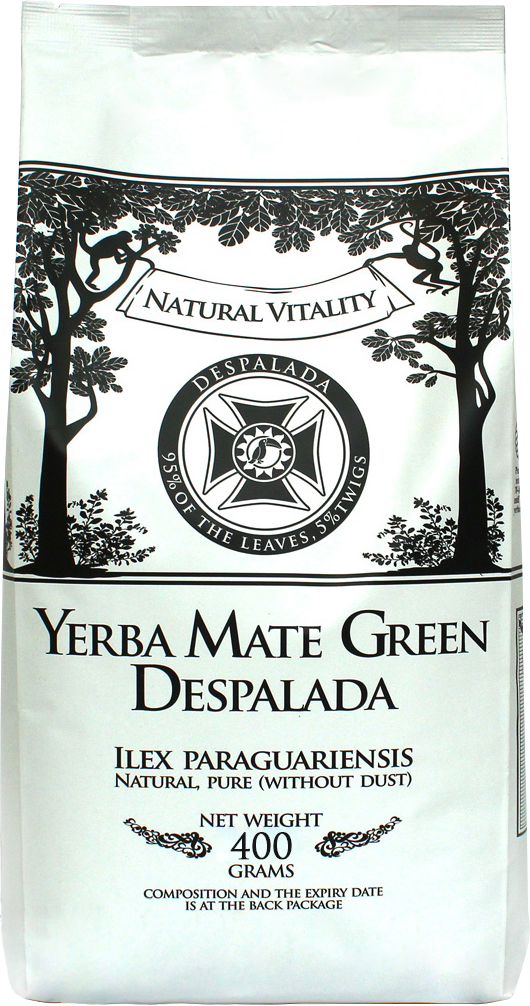 NATURAL VITALITY
DESPALADA
95% OF THE LEAVES, 5% TWIGS
YERBA MATE GREEN
DESPALADA
ILEX PARAGUARIENSIS
NATURAL, PURE (WITHOUT DUST)
NET WEIGHT
400
GRAMS
COMPOSITION AND THE EXPIRY DATE
IS AT THE BACK PACKAGE